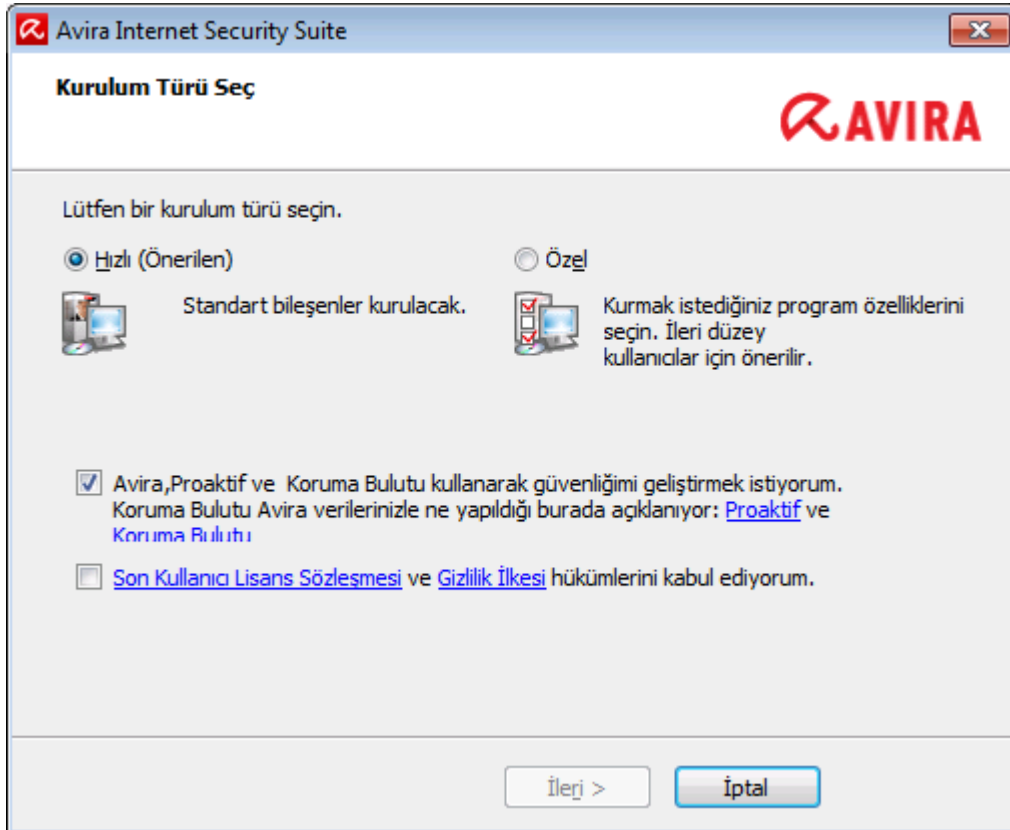 Avira Internet Security Suite
Kurulum Türü Seç
AVIRA
Lütfen bir kurulum türü seçin.
Hızlı (Önerilen)
Standart bileşenler kurulacak.
Özel
Kurmak istediğiniz program özelliklerini
seçin. İleri düzey
kullanıcılar için önerilir.
Avira,Proaktif ve  Koruma Bulutu kullanarak güvenliğimi geliştirmek istiyorum.
Koruma Bulutu Avira verilerinizle ne yapıldığı burada açıklanıyor: Proaktif ve
Koruma Bulutu
Son Kullanıcı Lisans Sözleşmesi ve Gizlilik İlkesi hükümlerini kabul ediyorum.
İleri >
İptal